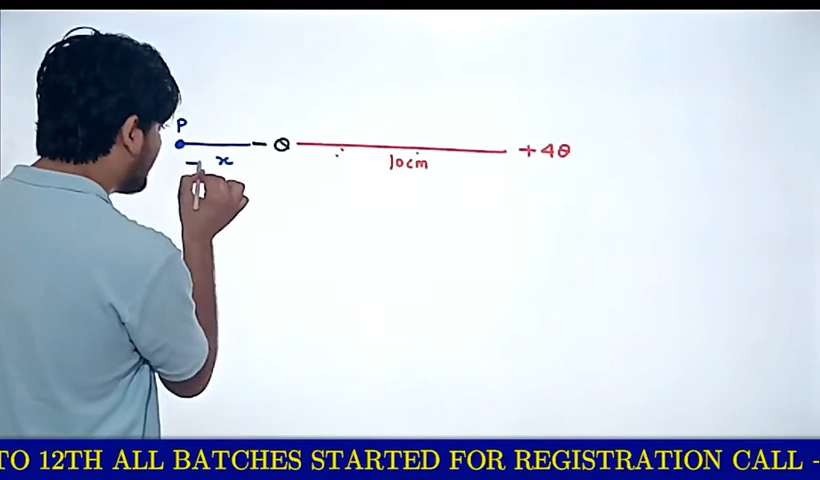 P
x
− Q
10cm
+ 4Q
TO 12TH ALL BATCHES STARTED FOR REGISTRATION CALL -